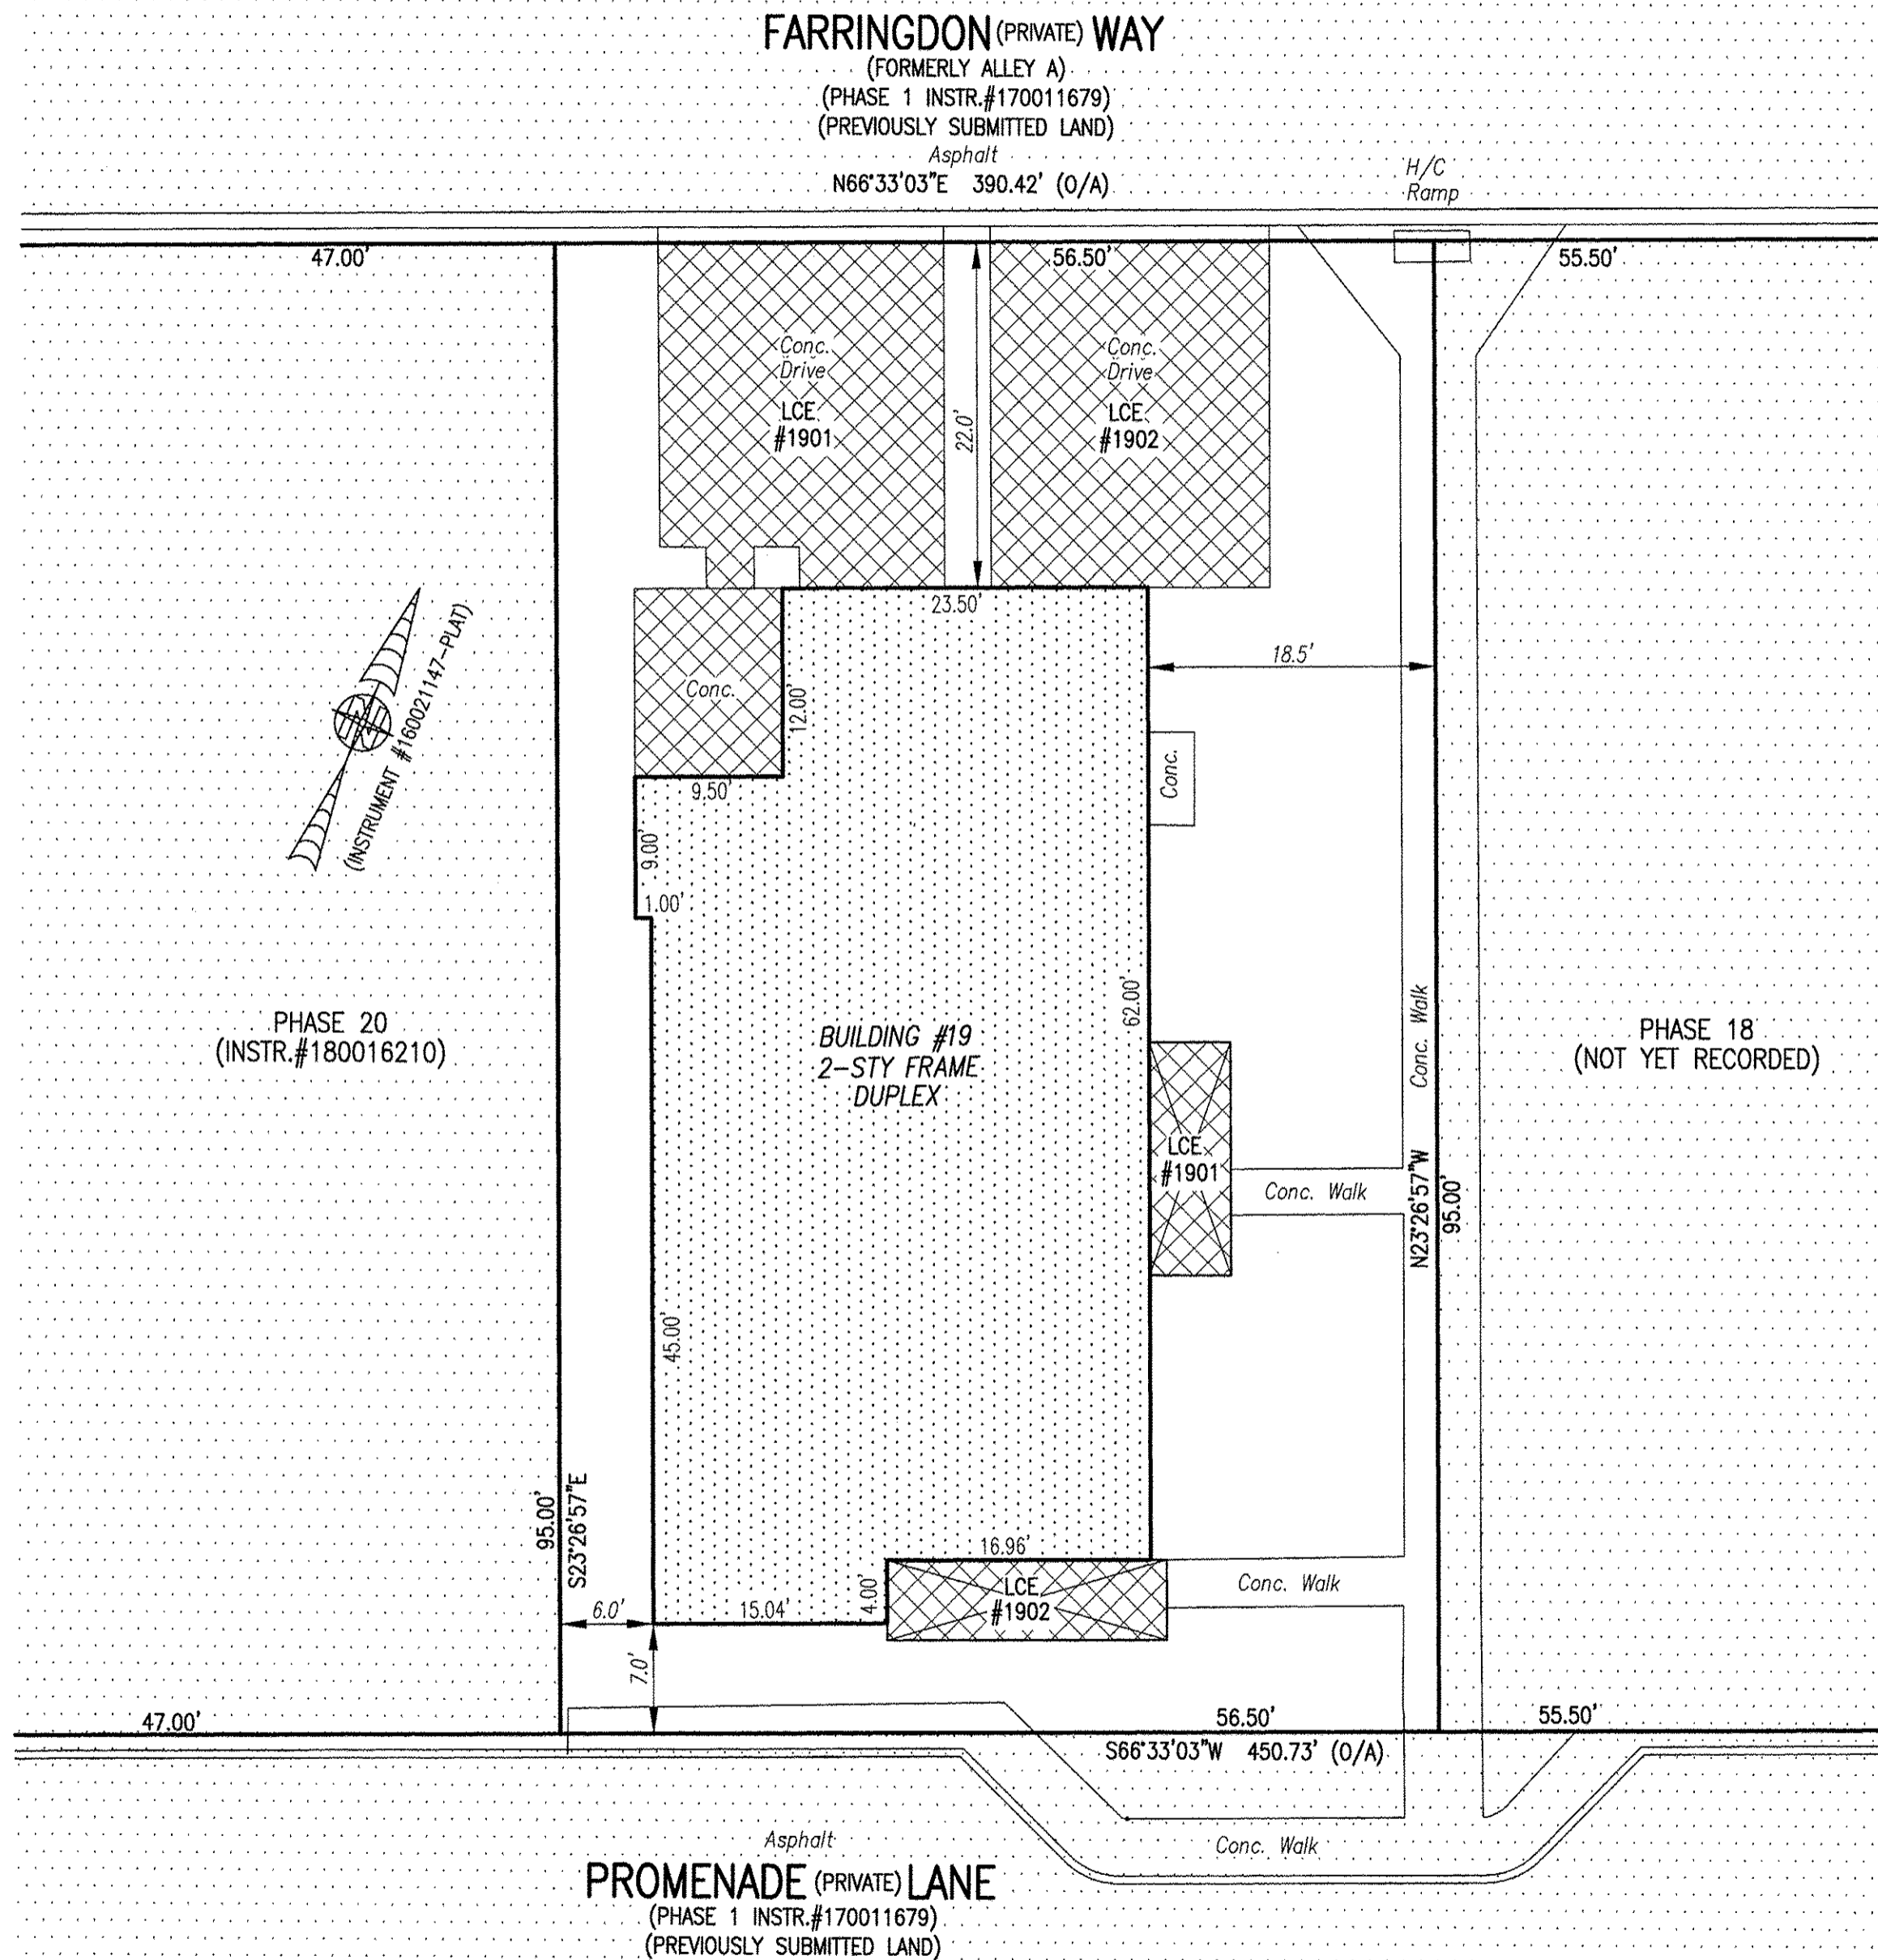 FARRINGDON (PRIVATE) WAY
(FORMERLY ALLEY A)
(PHASE 1 INSTR.#170011679)
(PREVIOUSLY SUBMITTED LAND)
Asphalt
N66°33'03"E 390.42' (O/A)
H/C
Ramp
47.00'
56.50'
55.50'
Conc.
Drive
LCE
#1901
22.0'
Conc.
Drive
LCE
#1902
23.50'
18.5'
(INSTRUMENT #160021147-PLAT)
Conc.
12.00'
Conc.
9.50'
9.00'
1.00'
62.00'
Conc. Walk
PHASE 20
(INSTR.#180016210)
BUILDING #19
2-STY FRAME
DUPLEX
PHASE 18
(NOT YET RECORDED)
LCE
#1901
Conc. Walk
N23°26'57"W
95.00'
45.00'
95.00'
S23°26'57"E
16.96'
LCE
#1902
Conc. Walk
4.00'
6.0'
15.04'
7.0'
47.00'
56.50'
55.50'
S66°33'03"W 450.73' (O/A)
Asphalt
Conc. Walk
PROMENADE (PRIVATE) LANE
(PHASE 1 INSTR.#170011679)
(PREVIOUSLY SUBMITTED LAND)